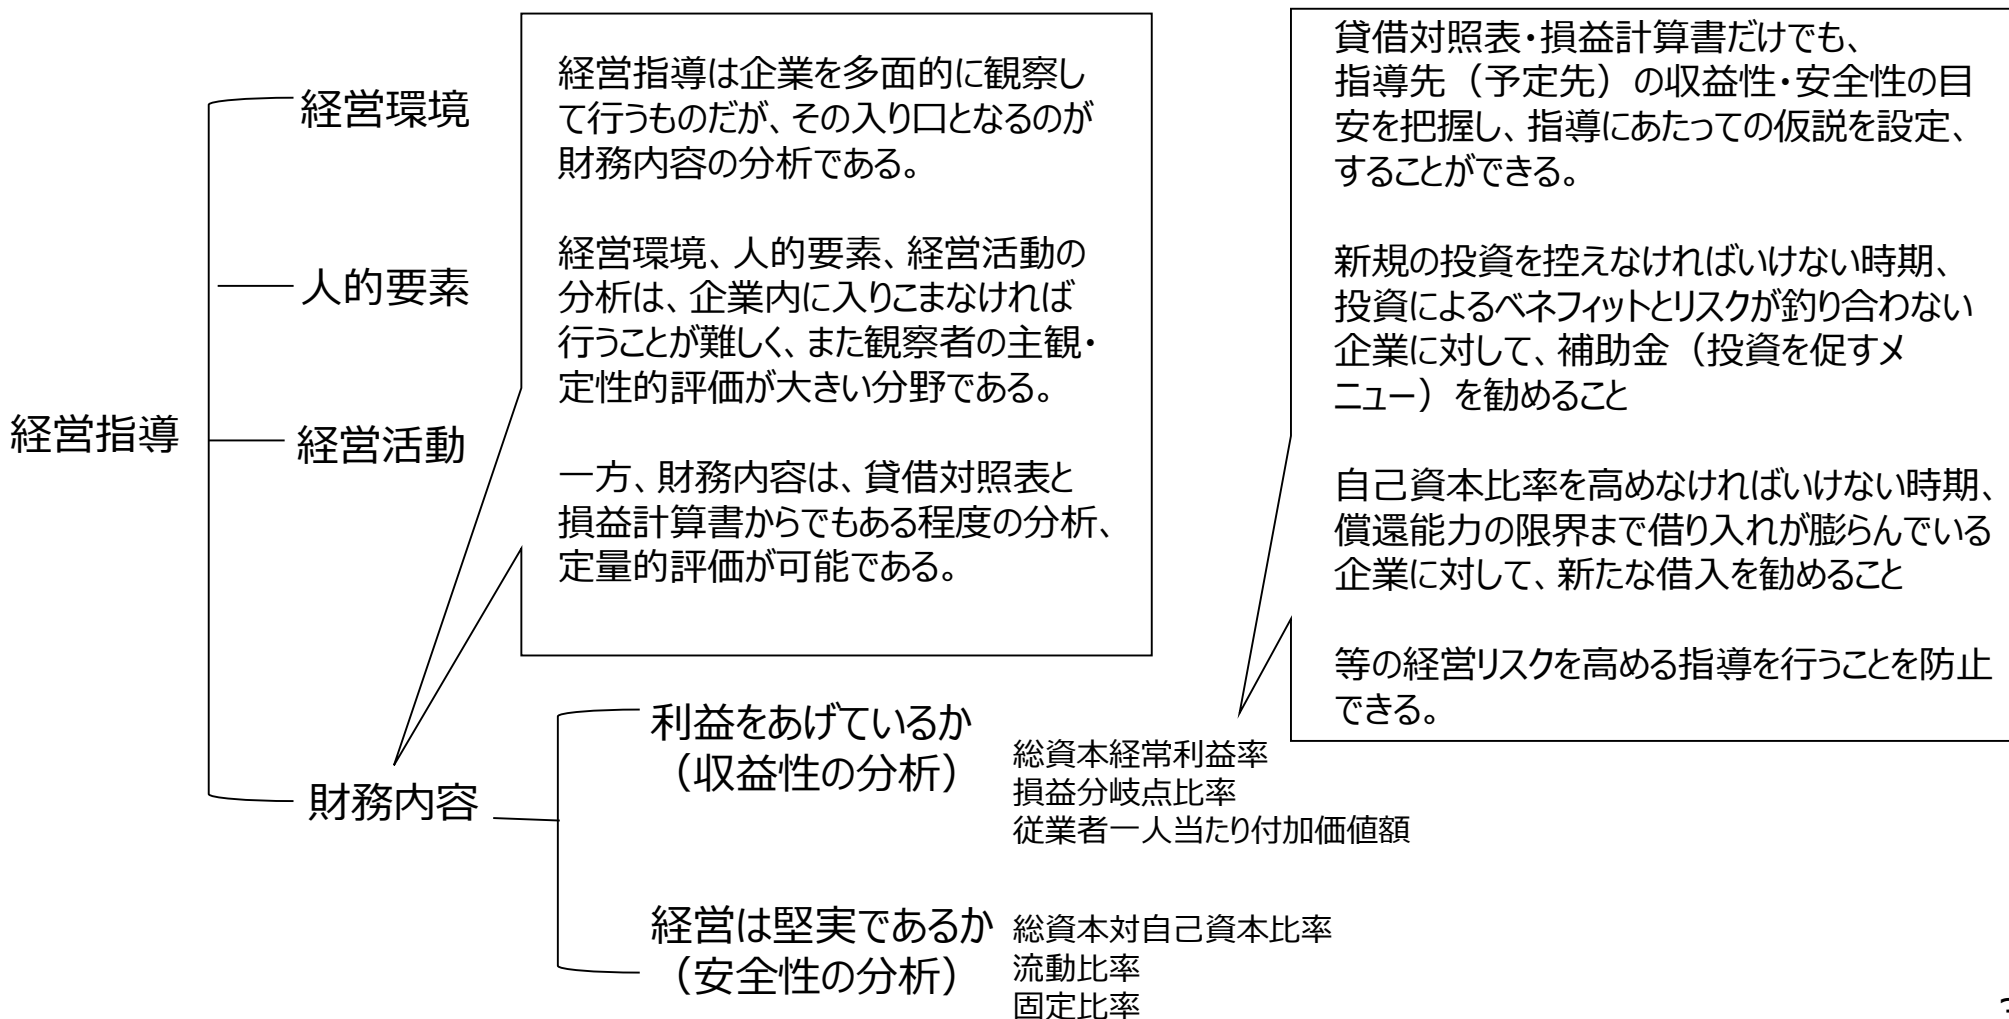 経営指導
経営環境
人的要素
経営活動
財務内容
経営指導は企業を多面的に観察し
て行うものだが、その入り口となるのが
財務内容の分析である。
経営環境、人的要素、経営活動の
分析は、企業内に入りこまなければ
行うことが難しく、また観察者の主観・
定性的評価が大きい分野である。
一方、財務内容は、貸借対照表と
損益計算書からでもある程度の分析、
定量的評価が可能である。
貸借対照表・損益計算書だけでも、
指導先（予定先）の収益性・安全性の目
安を把握し、指導にあたっての仮説を設定、
することができる。
新規の投資を控えなければいけない時期、
投資によるベネフィットとリスクが釣り合わない
企業に対して、補助金（投資を促すメ
ニュー）を勧めること
自己資本比率を高めなければいけない時期、
償還能力の限界まで借り入れが膨らんでいる
企業に対して、新たな借入を勧めること
等の経営リスクを高める指導を行うことを防止
できる。
利益をあげているか
（収益性の分析）
総資本経常利益率
損益分岐点比率
従業者一人当たり付加価値額
経営は堅実であるか
（安全性の分析）
総資本対自己資本比率
流動比率
固定比率